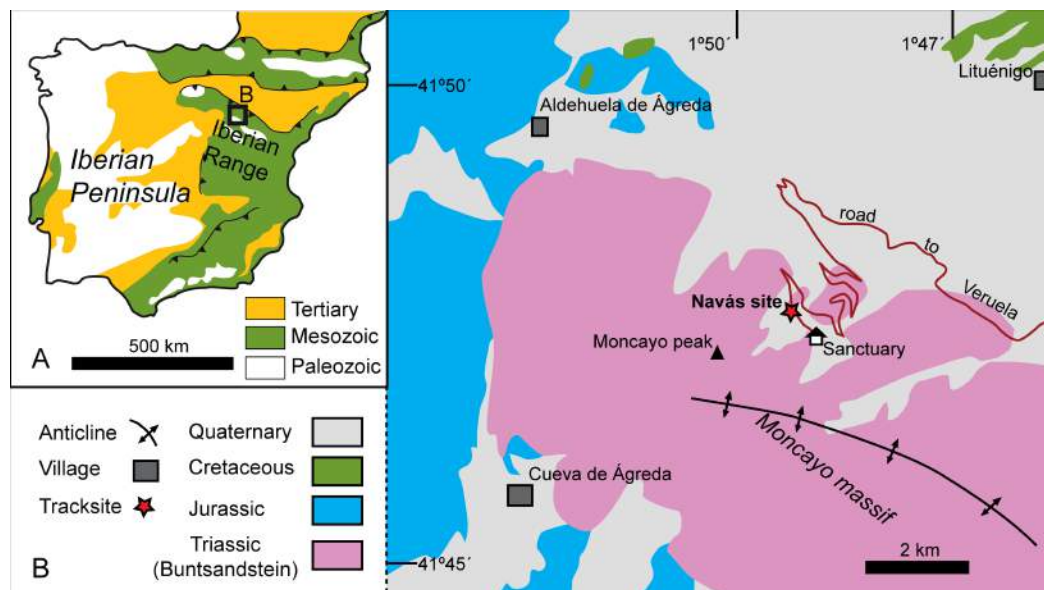 B
Iberian
Range
Iberian
Peninsula
Tertiary
Mesozoic
Paleozoic
500 km
A
Anticline
Village
Tracksite
Quaternary
Cretaceous
Jurassic
Triassic
(Buntsandstein)
B
1º50´
1º47´
41º50´
Lituénigo
Aldehuela de Ágreda
road
to
Veruela
Navás site
Moncayo peak
Sanctuary
Moncayo massif
Cueva de Ágreda
2 km
41º45´